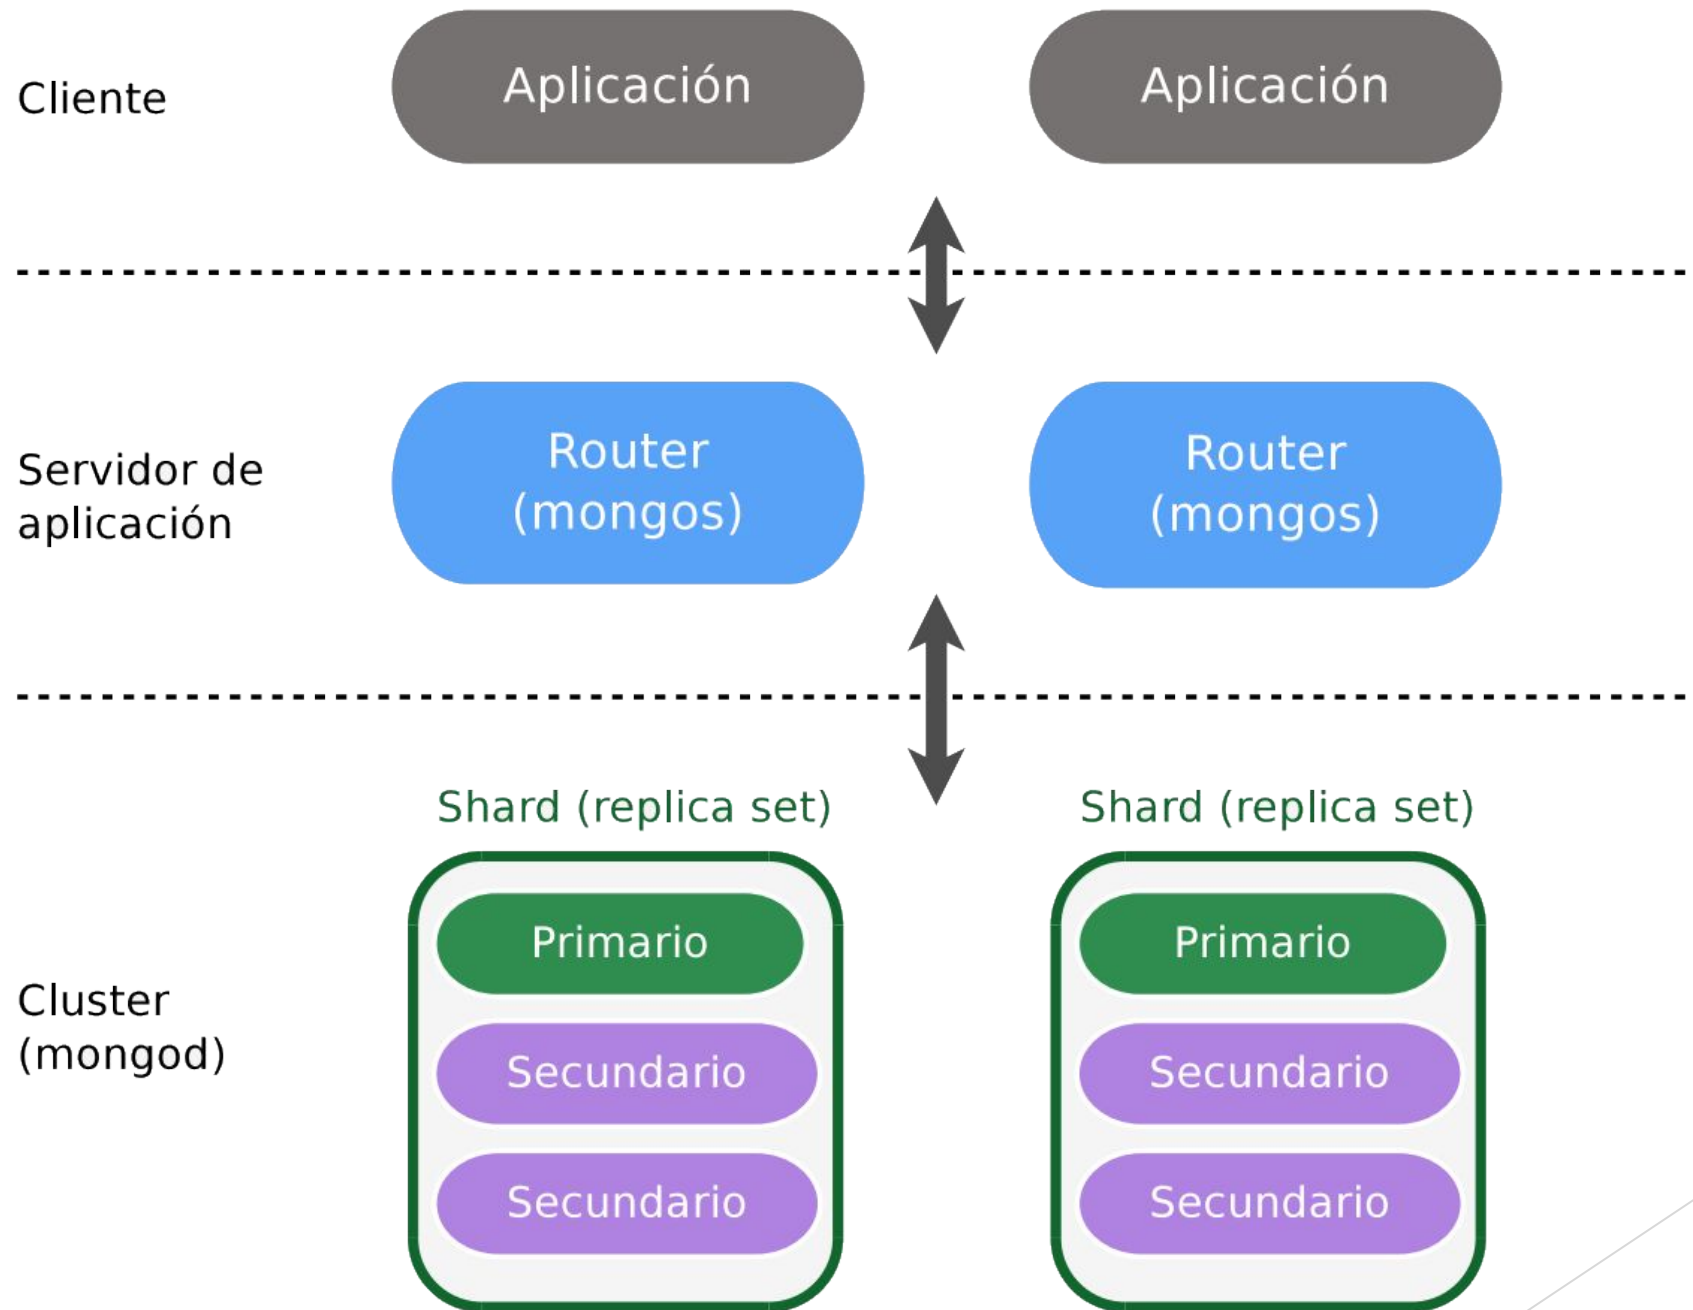 Cliente
Aplicación
Aplicación
Servidor de
aplicación
Router
(mongos)
Router
(mongos)
Cluster
(mongod)
Shard (replica set)
Primario
Secundario
Secundario
Shard (replica set)
Primario
Secundario
Secundario